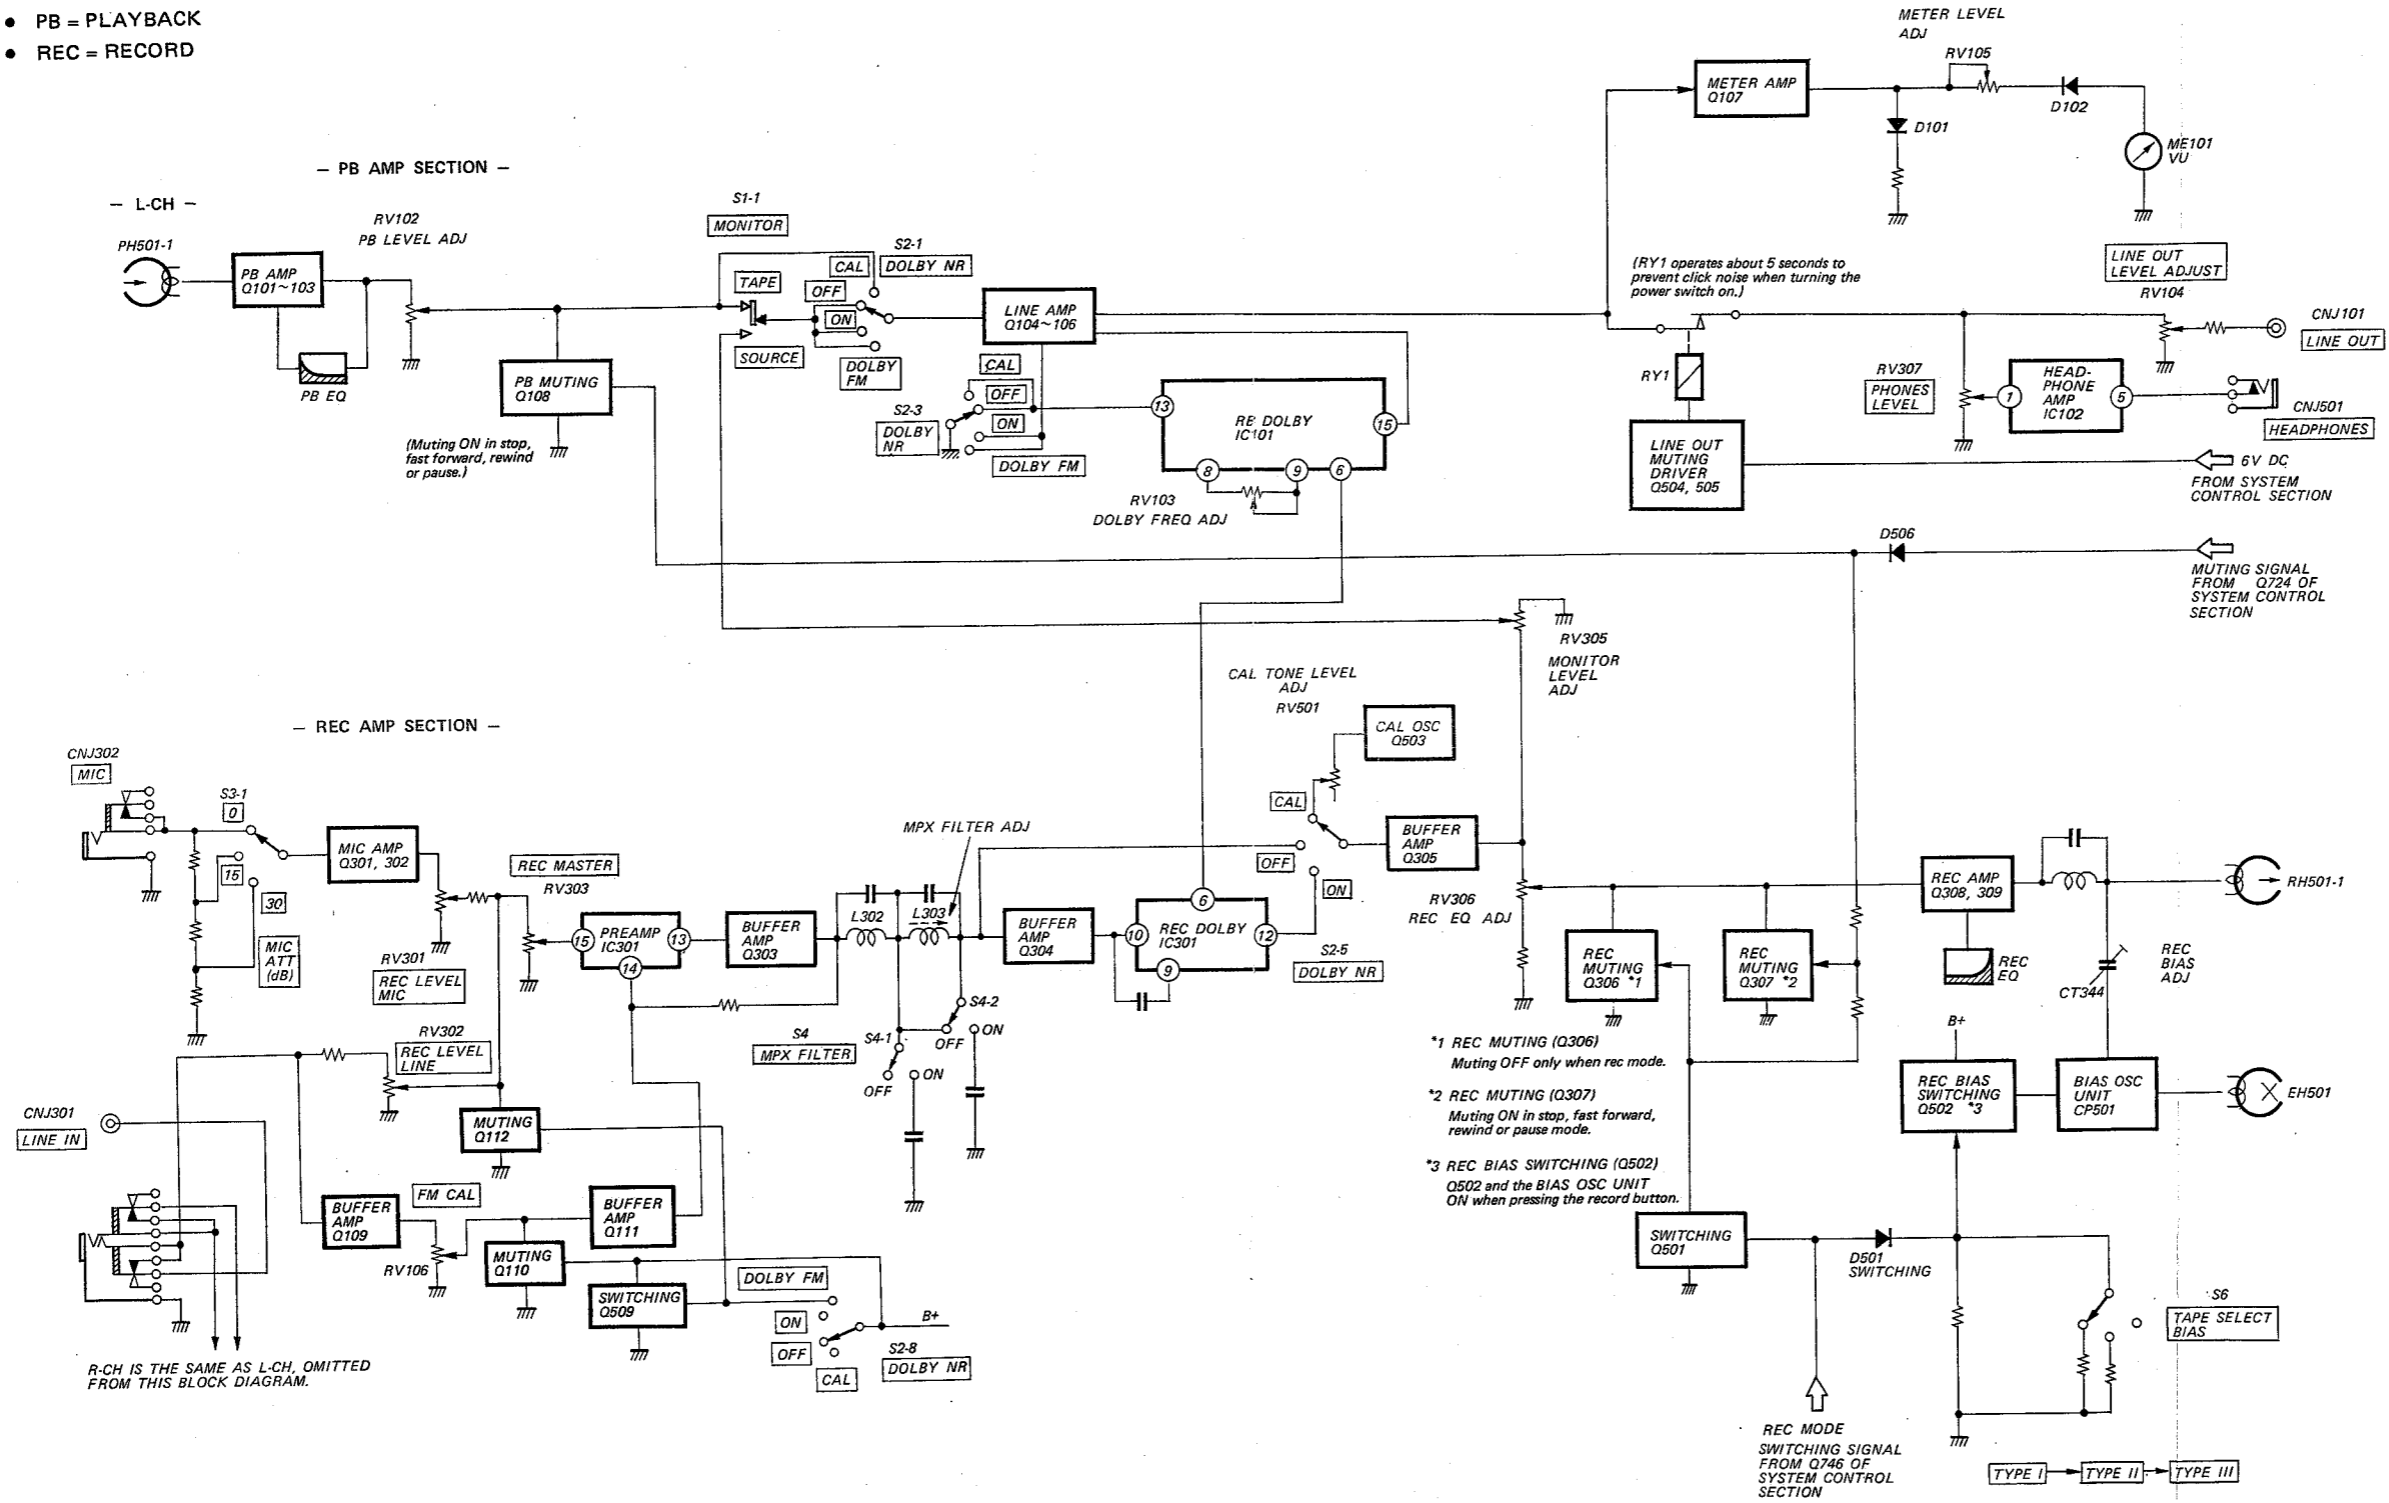 ● PB = PLAYBACK
● REC = RECORD
METER LEVEL
ADJ
RV105
METER AMP
Q107
D102
D101
ME101
VU
— PB AMP SECTION —
— L-CH —
PH501-1
PB AMP
Q101~103
RV102
PB LEVEL ADJ
PB EQ
S1-1
MONITOR
TAPE
SOURCE
PB MUTING
Q108
(Muting ON in stop,
fast forward, rewind
or pause.)
S2-1
DOLBY NR
CAL
OFF
ON
DOLBY
FM
LINE AMP
Q104~106
CAL
OFF
ON
S2-3
DOLBY
NR
DOLBY FM
13
RB DOLBY
IC101
15
8
9
6
RV103
DOLBY FREQ ADJ
(RY1 operates about 5 seconds to
prevent click noise when turning the
power switch on.)
RY1
LINE OUT
MUTING
DRIVER
Q504, 505
LINE OUT
LEVEL ADJUST
RV104
CNJ101
LINE OUT
RV307
PHONES
LEVEL
1
HEAD-
PHONE
AMP
IC102
5
CNJ501
HEADPHONES
6V DC
FROM SYSTEM
CONTROL SECTION
D506
MUTING SIGNAL
FROM Q724 OF
SYSTEM CONTROL
SECTION
RV305
MONITOR
LEVEL
ADJ
CAL TONE LEVEL
ADJ
RV501
CAL OSC
Q503
— REC AMP SECTION —
CNJ302
MIC
S3-1
0
15
30
MIC
ATT
(dB)
MIC AMP
Q301, 302
RV301
REC LEVEL
MIC
REC MASTER
RV303
15
PREAMP
IC301
13
14
BUFFER
AMP
Q303
MPX FILTER ADJ
L302
L303
BUFFER
AMP
Q304
10
6
REC DOLBY
IC301
12
9
CAL
OFF
ON
S2-5
DOLBY NR
BUFFER
AMP
Q305
RV306
REC EQ ADJ
REC
MUTING
Q306 *1
REC
MUTING
Q307 *2
REC AMP
Q308, 309
REC
EQ
RH501-1
REC
BIAS
ADJ
CT344
S4
MPX FILTER
S4-1
S4-2
OFF
ON
OFF
ON
RV302
REC LEVEL
LINE
CNJ301
LINE IN
MUTING
Q112
*1 REC MUTING (Q306)
Muting OFF only when rec mode.
*2 REC MUTING (Q307)
Muting ON in stop, fast forward,
rewind or pause mode.
*3 REC BIAS SWITCHING (Q502)
Q502 and the BIAS OSC UNIT
ON when pressing the record button.
B+
REC BIAS
SWITCHING
Q502 *3
BIAS OSC
UNIT
CP501
EH501
BUFFER
AMP
Q109
FM CAL
RV106
BUFFER
AMP
Q111
MUTING
Q110
SWITCHING
Q509
DOLBY FM
ON
OFF
CAL
B+
S2-8
DOLBY NR
SWITCHING
Q501
D501
SWITCHING
S6
TAPE SELECT
BIAS
R-CH IS THE SAME AS L-CH, OMITTED
FROM THIS BLOCK DIAGRAM.
REC MODE
SWITCHING SIGNAL
FROM Q746 OF
SYSTEM CONTROL
SECTION
TYPE I
TYPE II
TYPE III